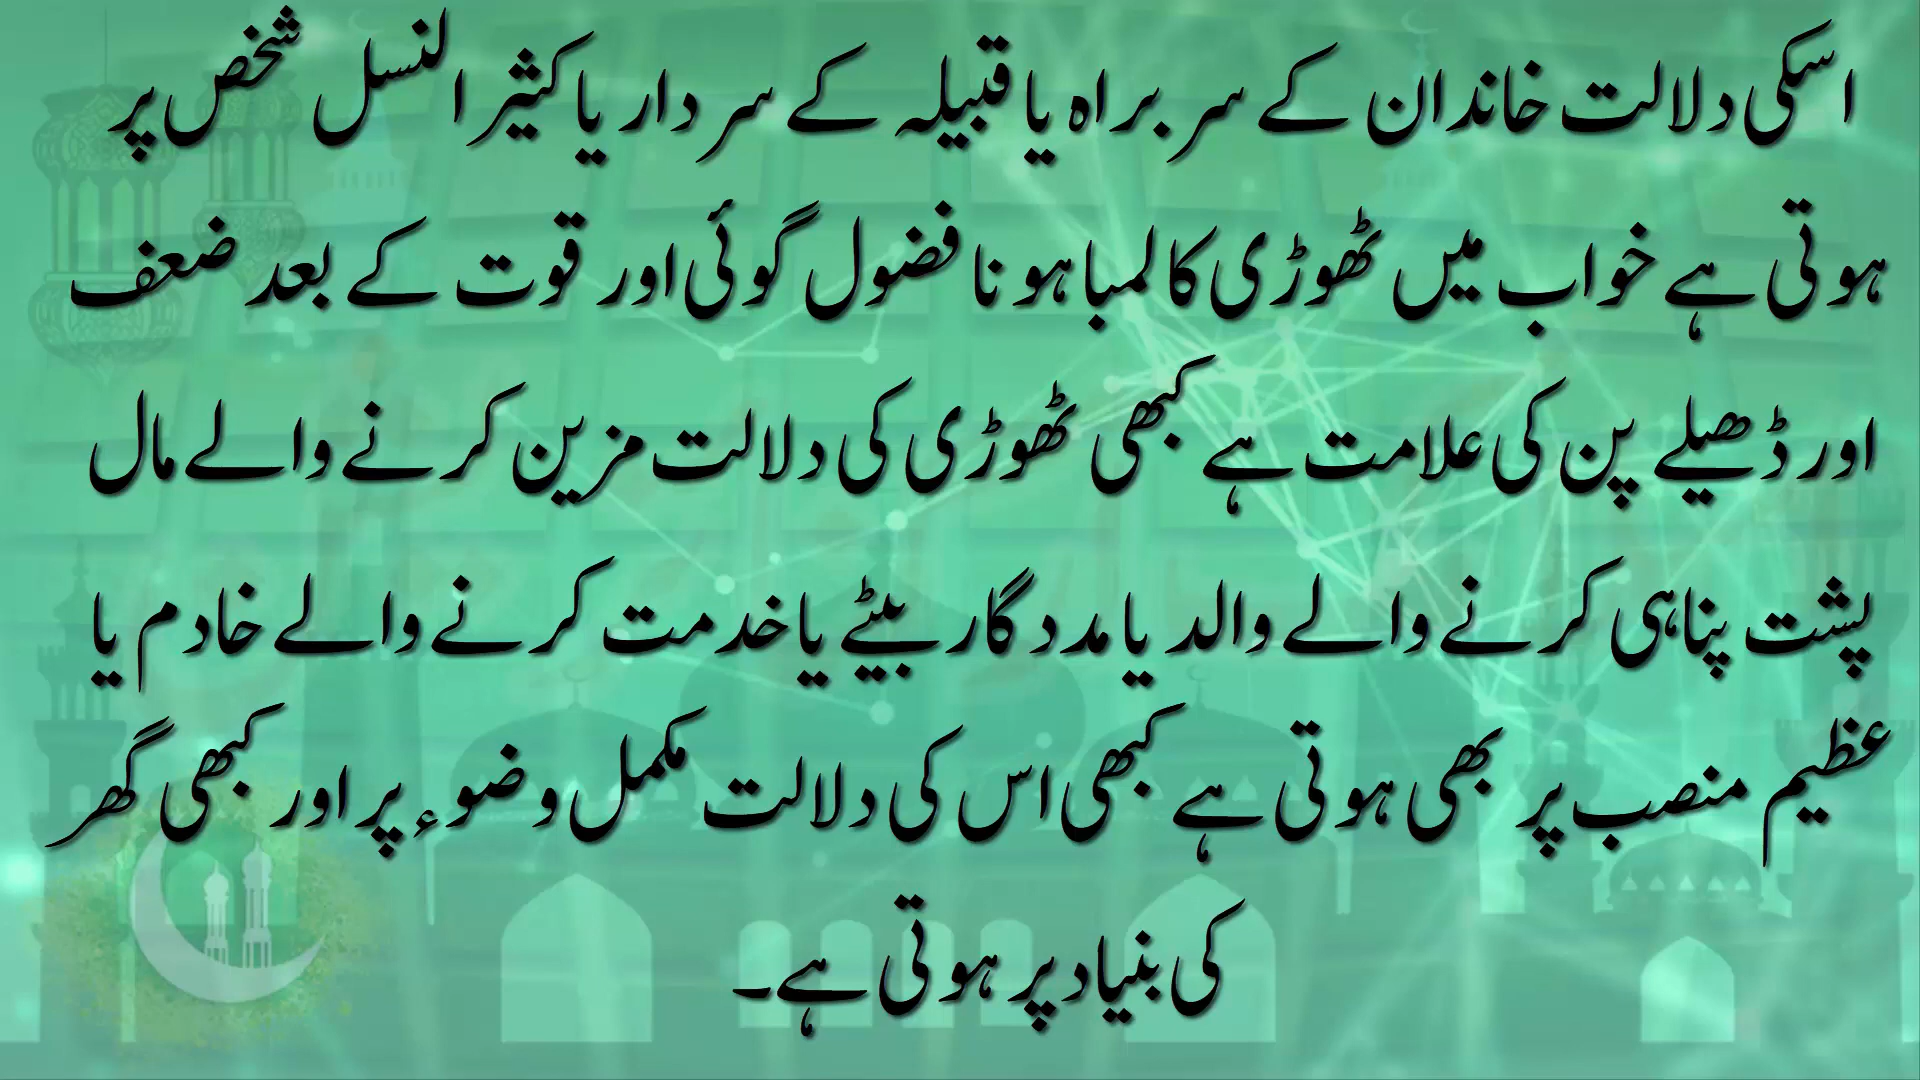 اسکی دلالت خاندان کے سربراہ یا قبیلہ کے سردار یا کثیر النسل شخص پر
ہوتی ہے خواب میں ٹھوڑی کا لمبا ہونا فضول گوئی اور قوت کے بعد ضعف
اور ڈھیلے پن کی علامت ہے کبھی ٹھوڑی کی دلالت مزین کرنے والے مال
پشت پناہی کرنے والے والد یا مددگار بیٹے یا خدمت کرنے والے خادم یا
عظیم منصب پر بھی ہوتی ہے کبھی اس کی دلالت مکمل وضوء پر اور کبھی گھر
کی بنیاد پر ہوتی ہے۔